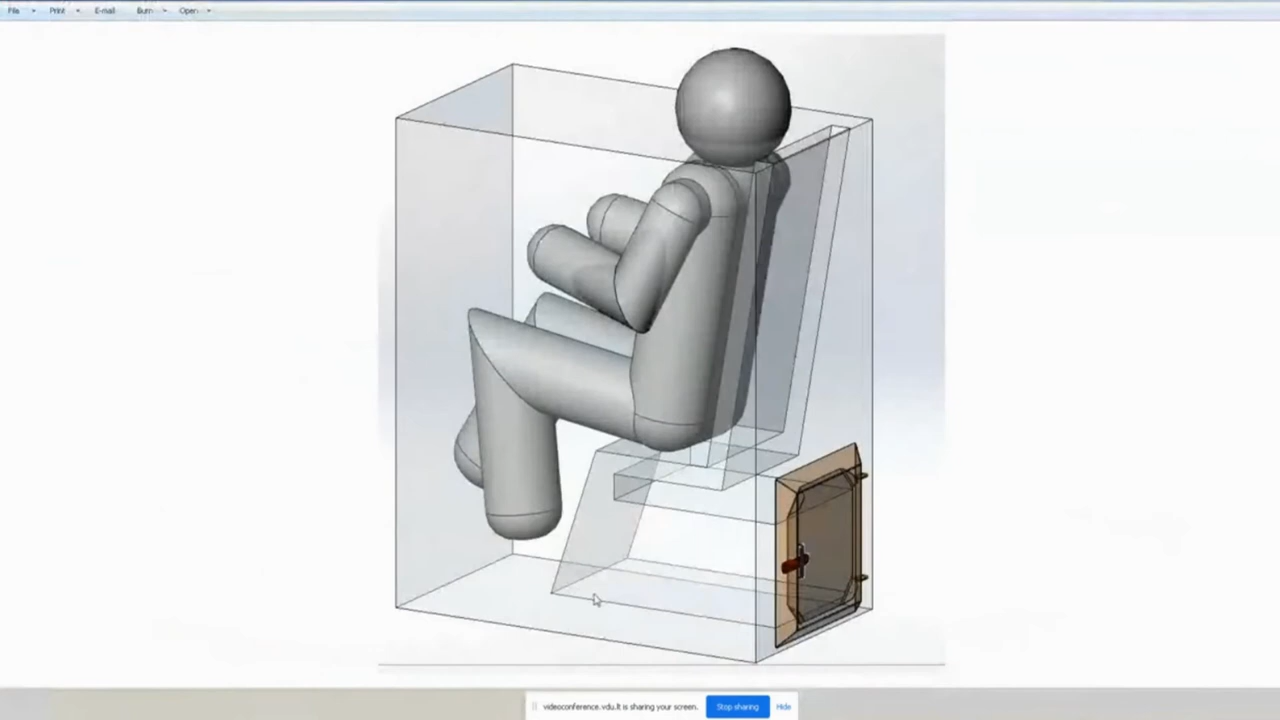 File Print E-mail Burn Open
videoconference.vdu.lt is sharing your screen. Stop sharing Hide